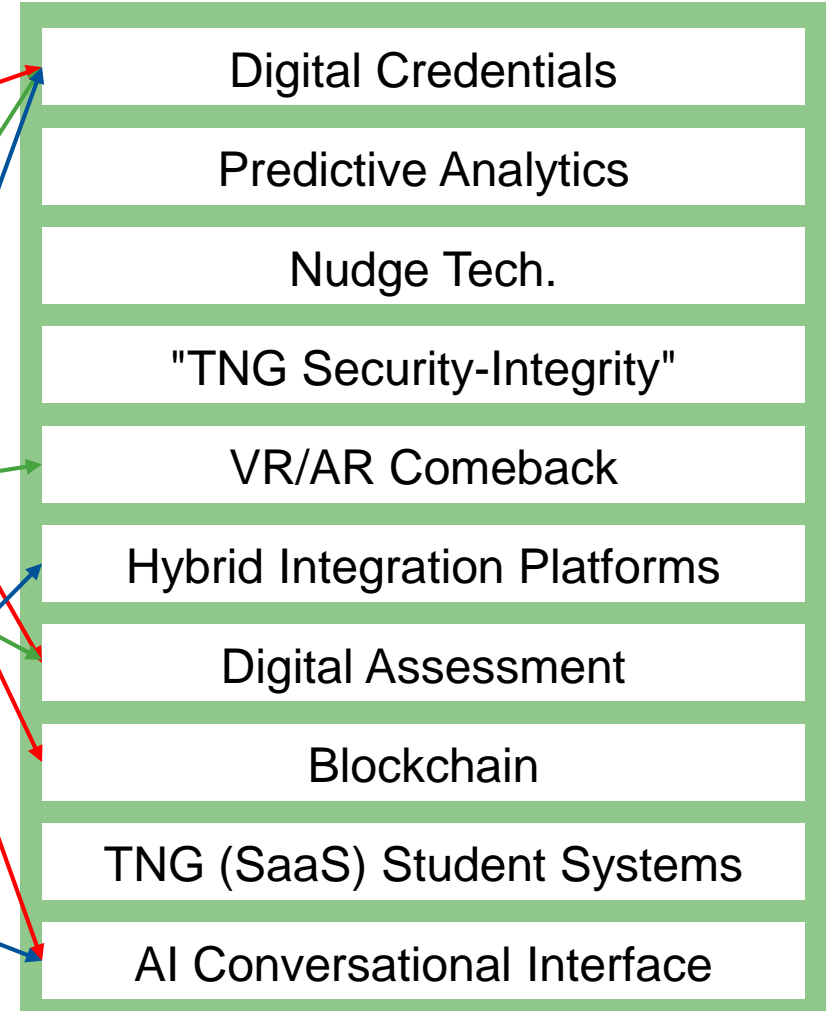 Digital Credentials
Predictive Analytics
Nudge Tech.
"TNG Security-Integrity"
VR/AR Comeback
Hybrid Integration Platforms
Digital Assessment
Blockchain
TNG (SaaS) Student Systems
AI Conversational Interface